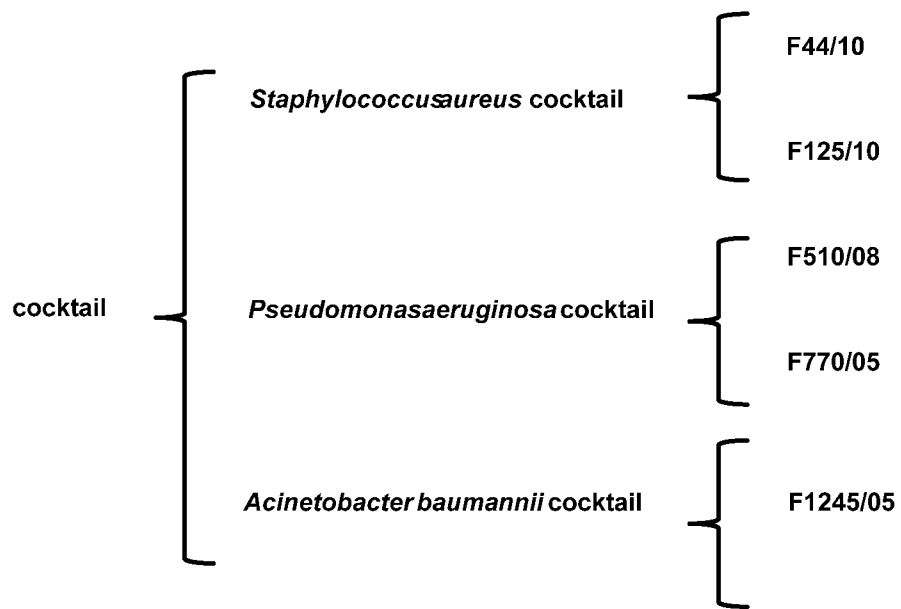 F44/10
Staphylococcusaureus cocktail
F125/10
F510/08
cocktail
Pseudomonasaeruginosa cocktail
F770/05
Acinetobacter baumannii cocktail
F1245/05